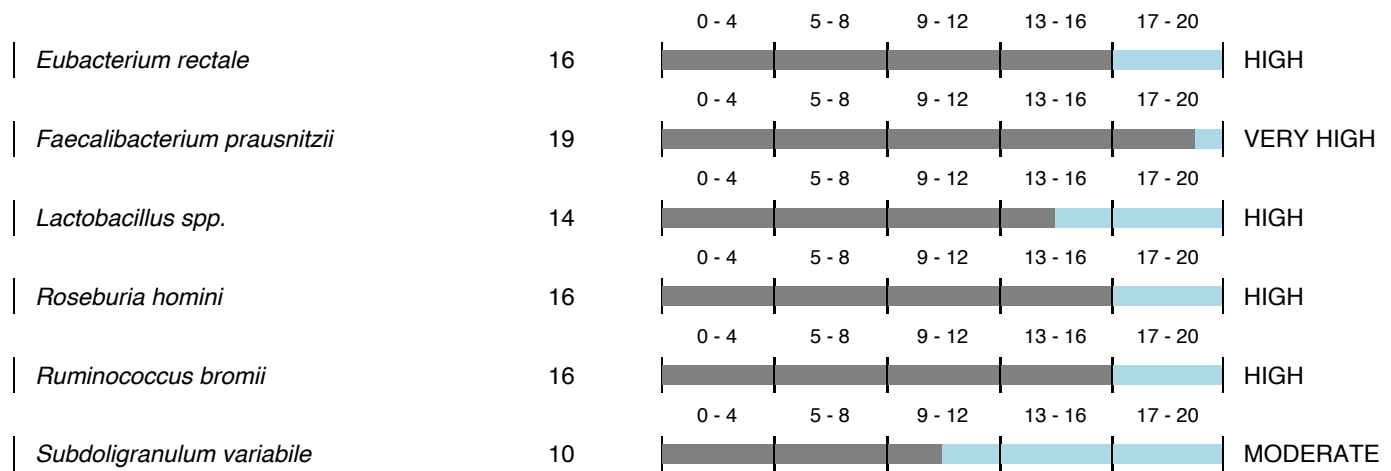 0 - 4 5 - 8 9 - 12 13 - 16 17 - 20
Eubacterium rectale 16 HIGH
0 - 4 5 - 8 9 - 12 13 - 16 17 - 20
Faecalibacterium prausnitzii 19 VERY HIGH
0 - 4 5 - 8 9 - 12 13 - 16 17 - 20
Lactobacillus spp. 14 HIGH
0 - 4 5 - 8 9 - 12 13 - 16 17 - 20
Roseburia homini 16 HIGH
0 - 4 5 - 8 9 - 12 13 - 16 17 - 20
Ruminococcus bromii 16 HIGH
0 - 4 5 - 8 9 - 12 13 - 16 17 - 20
Subdoligranulum variabile 10 MODERATE